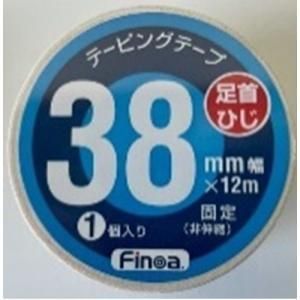 テーピングテープ
足首
ひじ
38
mm幅
×12m
1個入り
固定
(非伸縮)
Finoa.